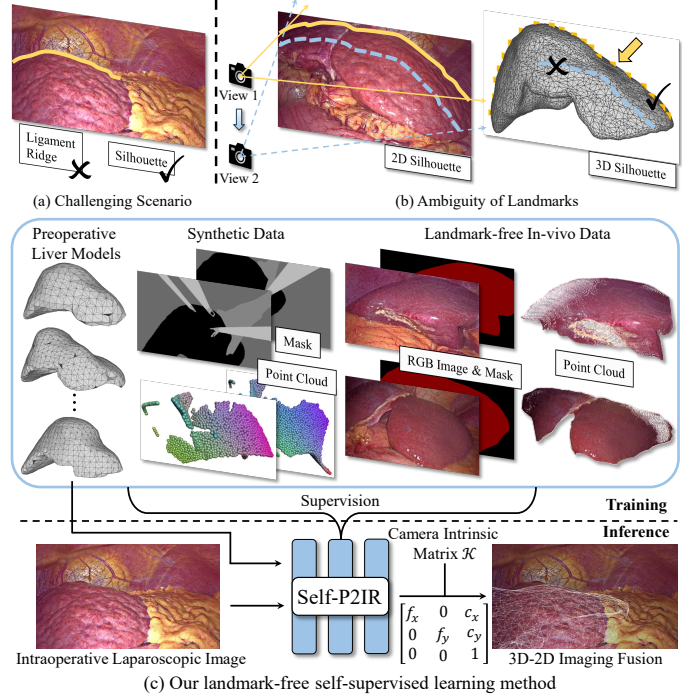 View 1
View 2
Ligament
Ridge
Silhouette
2D Silhouette
3D Silhouette
(a) Challenging Scenario
(b) Ambiguity of Landmarks
Preoperative
Liver Models
Synthetic Data
Landmark-free In-vivo Data
Mask
Point Cloud
RGB Image & Mask
Point Cloud
Supervision
Training
Inference
Camera Intrinsic
Matrix 𝒦
Self-P2IR
f_x 0 c_x
0 f_y c_y
0 0 1
Intraoperative Laparoscopic Image
3D-2D Imaging Fusion
(c) Our landmark-free self-supervised learning method